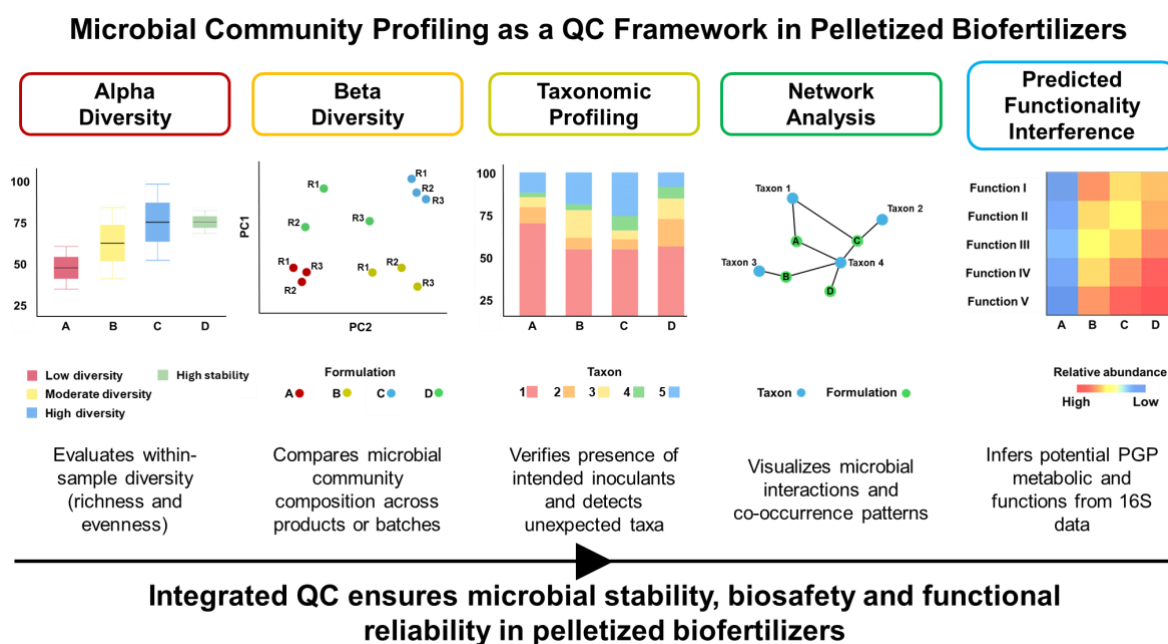 Microbial Community Profiling as a QC Framework in Pelletized Biofertilizers
Alpha
Diversity
Beta
Diversity
Taxonomic
Profiling
Network
Analysis
Predicted
Functionality
Interference
100
75
50
25
A
B
C
D
Low diversity
High stability
Moderate diversity
High diversity
Evaluates within-
sample diversity
(richness and
evenness)
PC1
R1
R2
R3
R1
R2
R3
R1
R3
R2
R1
R2
R3
PC2
Formulation
A
B
C
D
Compares microbial
community
composition across
products or batches
100
75
50
25
A
B
C
D
Taxon
1
2
3
4
5
Verifies presence of
intended inoculants
and detects
unexpected taxa
Taxon 1
Taxon 2
A
C
Taxon 3
Taxon 4
B
D
Taxon
Formulation
Visualizes microbial
interactions and
co-occurrence patterns
Function I
Function II
Function III
Function IV
Function V
A
B
C
D
Relative abundance
High
Low
Infers potential PGP
metabolic and
functions from 16S
data
Integrated QC ensures microbial stability, biosafety and functional
reliability in pelletized biofertilizers